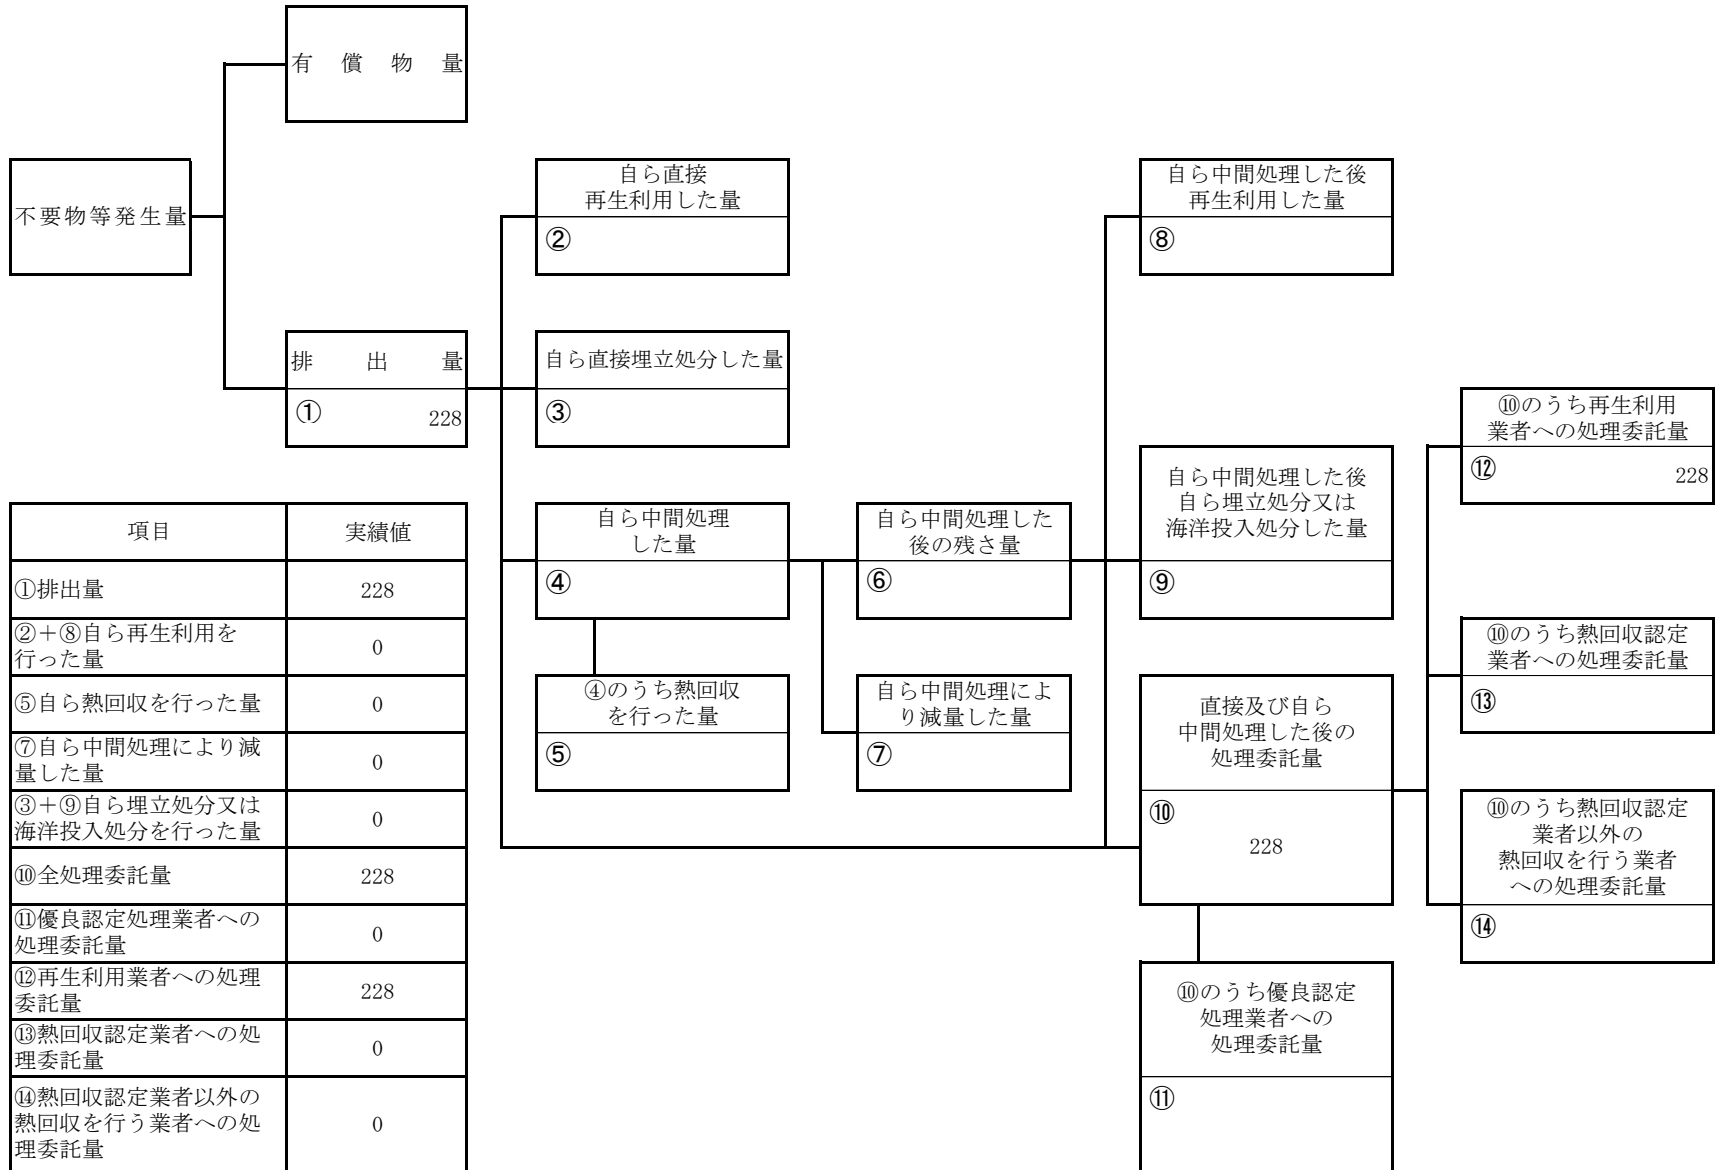 有償物量
不要物等発生量
排出量
① 228
自ら直接
再生利用した量
②
自ら直接埋立処分した量
③
自ら中間処理
した量
④
④のうち熱回収
を行った量
⑤
自ら中間処理した
後の残さ量
⑥
自ら中間処理によ
り減量した量
⑦
自ら中間処理した後
再生利用した量
⑧
自ら中間処理した後
自ら埋立処分又は
海洋投入処分した量
⑨
直接及び自ら
中間処理した後の
処理委託量
⑩
228
⑩のうち優良認定
処理業者への
処理委託量
⑪
⑩のうち再生利用
業者への処理委託量
⑫ 228
⑩のうち熱回収認定
業者への処理委託量
⑬
⑩のうち熱回収認定
業者以外の
熱回収を行う業者
への処理委託量
⑭
項目 実績値
①排出量 228
②+⑧自ら再生利用を
行った量 0
⑤自ら熱回収を行った量 0
⑦自ら中間処理により減
量した量 0
③+⑨自ら埋立処分又は
海洋投入処分を行った量 0
⑩全処理委託量 228
⑪優良認定処理業者への
処理委託量 0
⑫再生利用業者への処理
委託量 228
⑬熱回収認定業者への処
理委託量 0
⑭熱回収認定業者以外の
熱回収を行う業者への処
理委託量 0